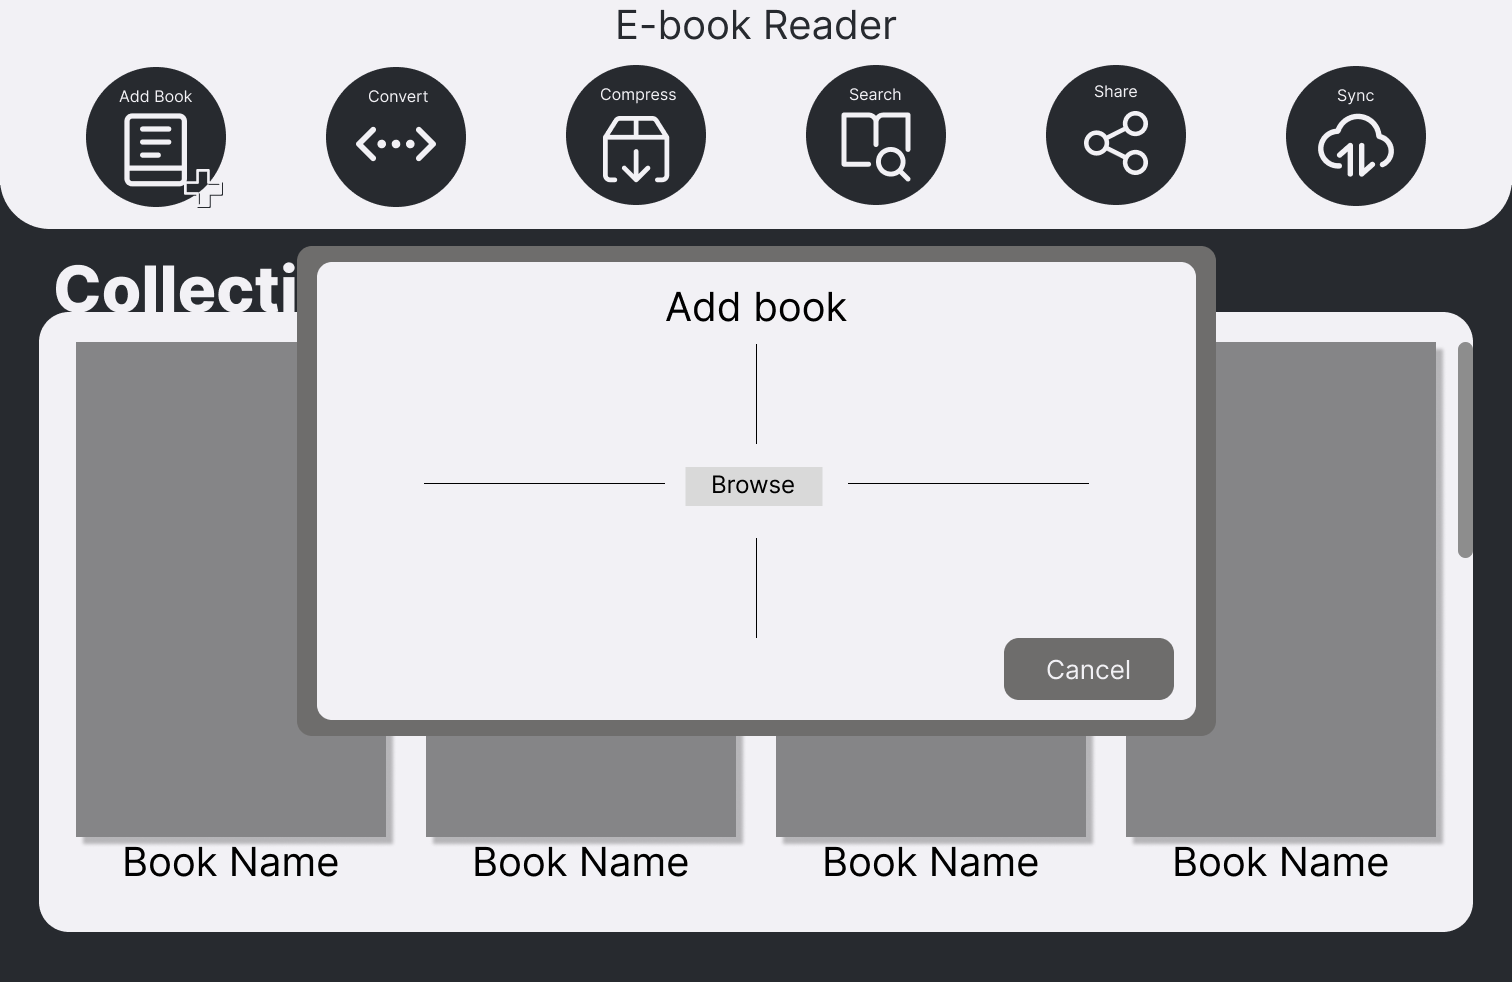 E-book Reader
Add Book
Convert
Compress
Search
Share
Sync
Collecti
Add book
Browse
Cancel
Book Name
Book Name
Book Name
Book Name